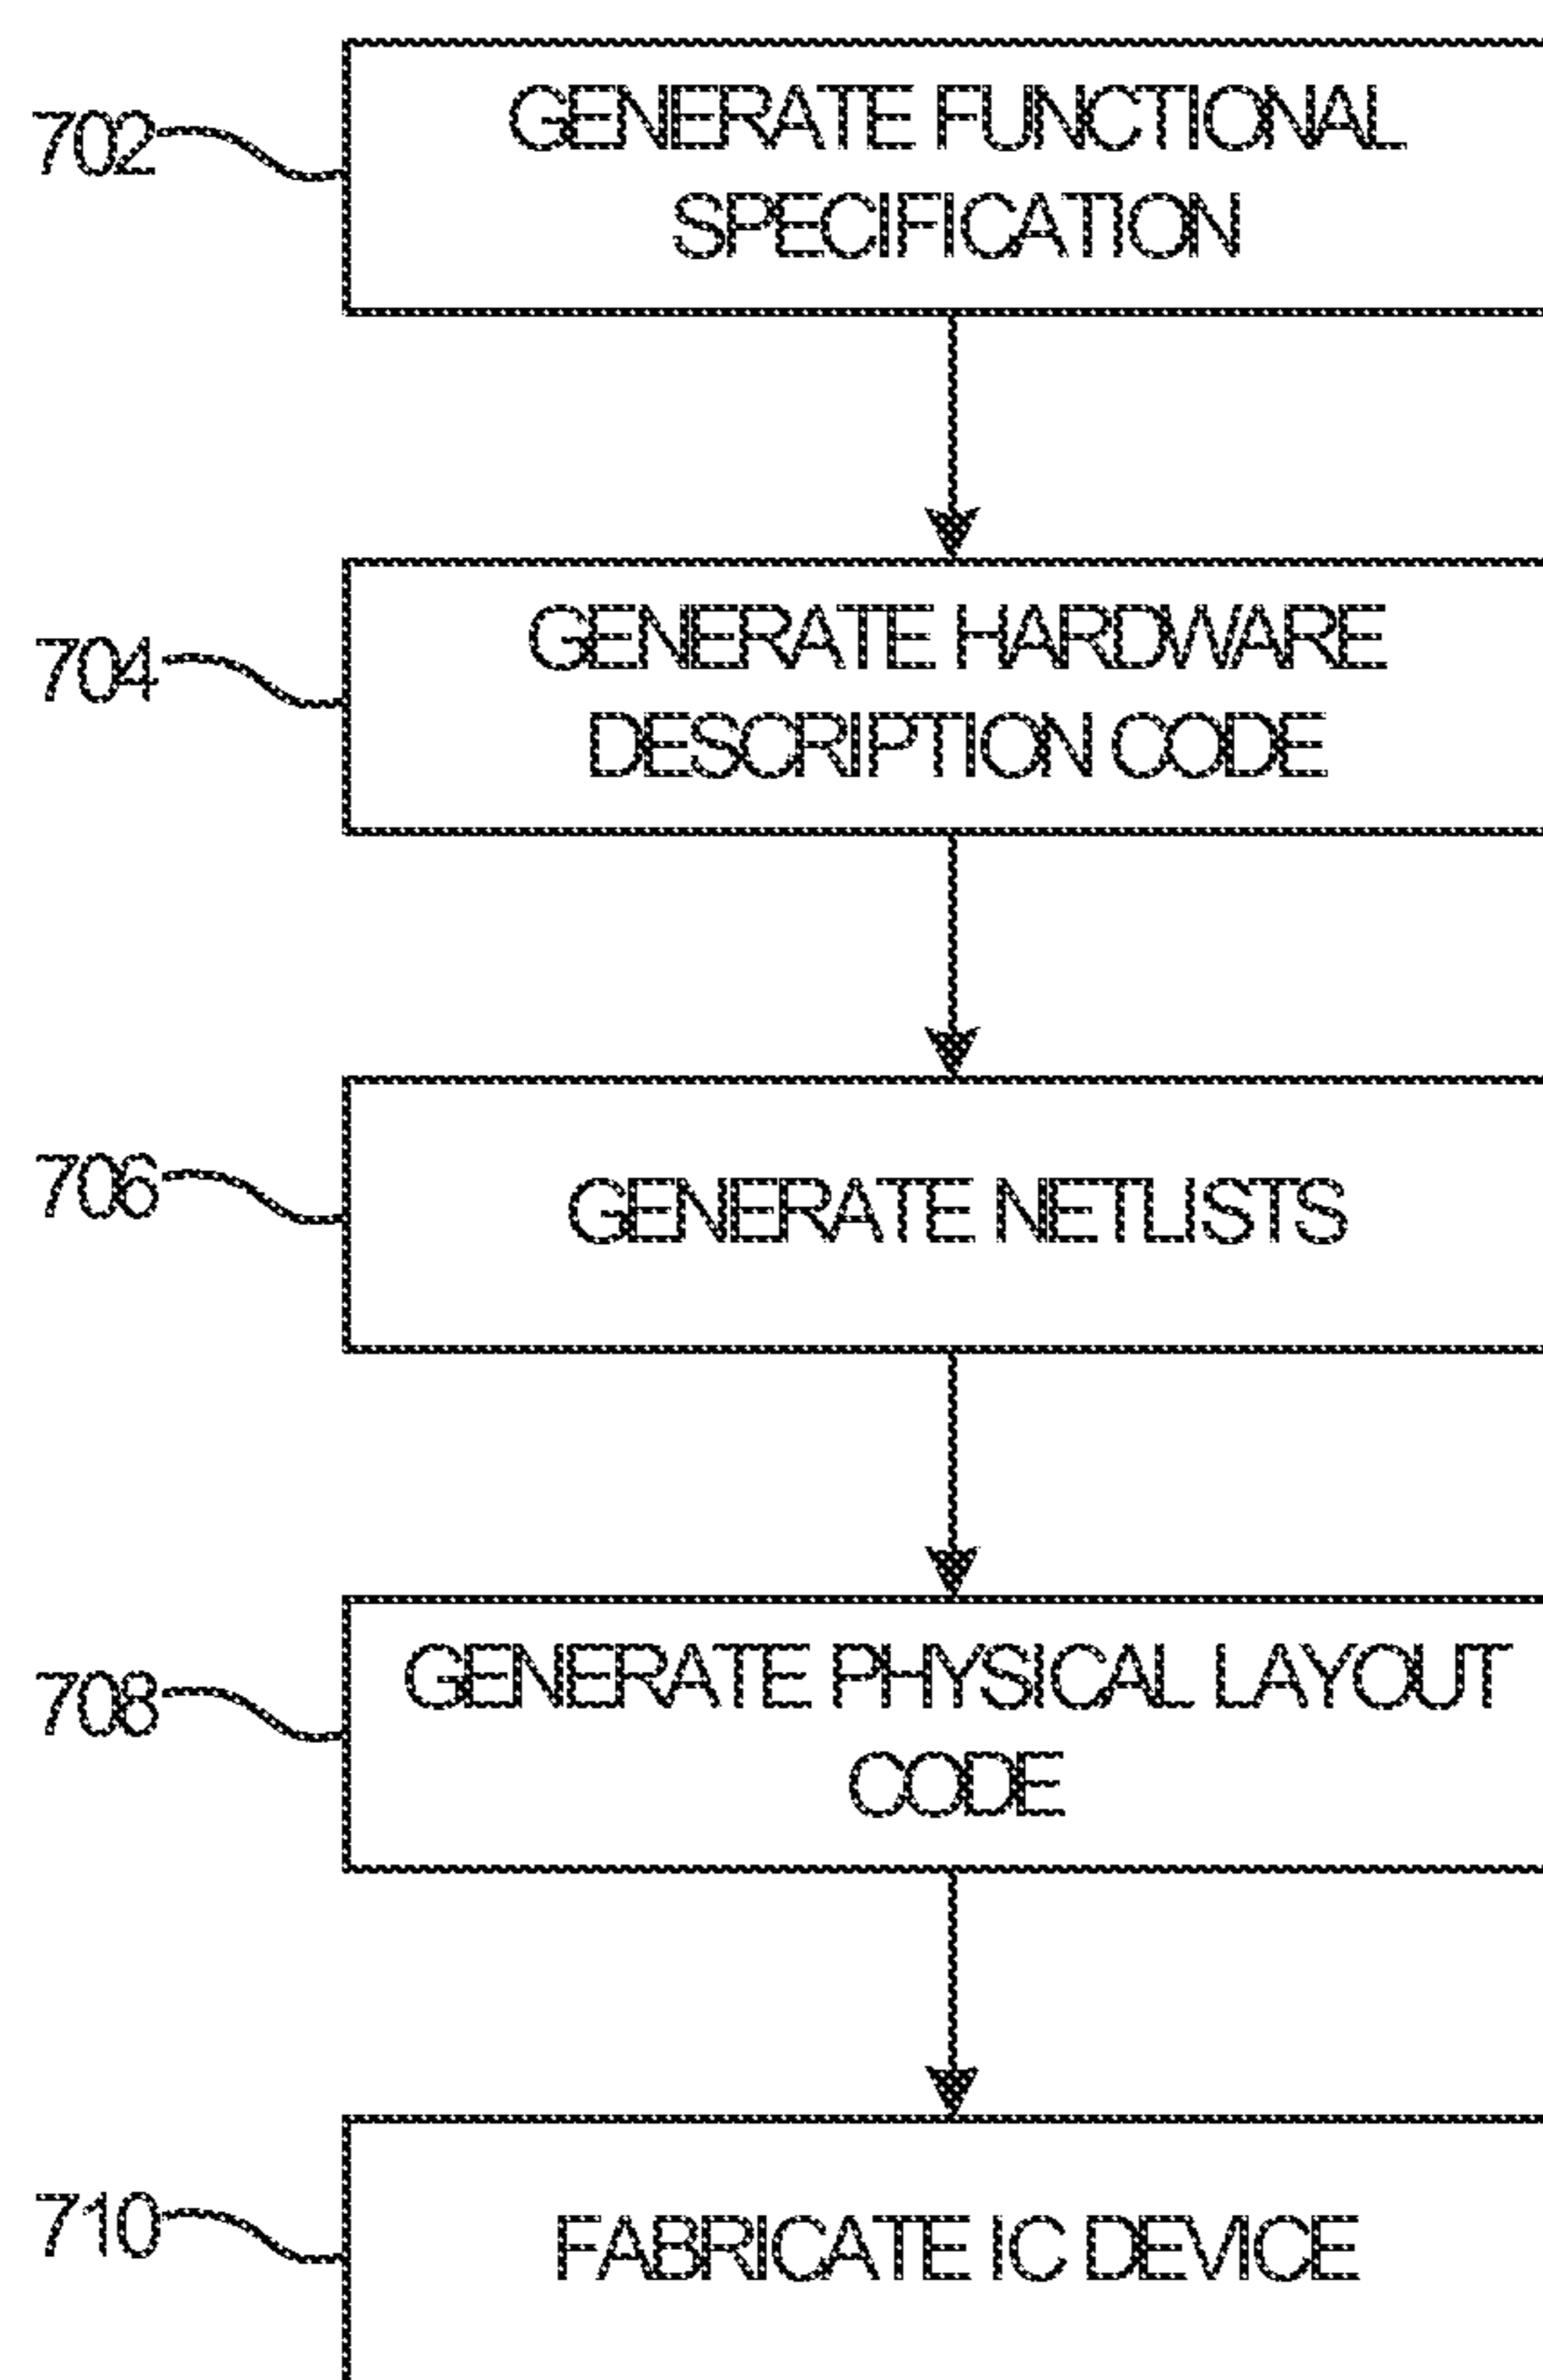 702
GENERATE FUNCTIONAL
SPECIFICATION
704
GENERATE HARDWARE
DESCRIPTION CODE
706
GENERATE NETLISTS
708
GENERATE PHYSICAL LAYOUT
CODE
710
FABRICATE IC DEVICE